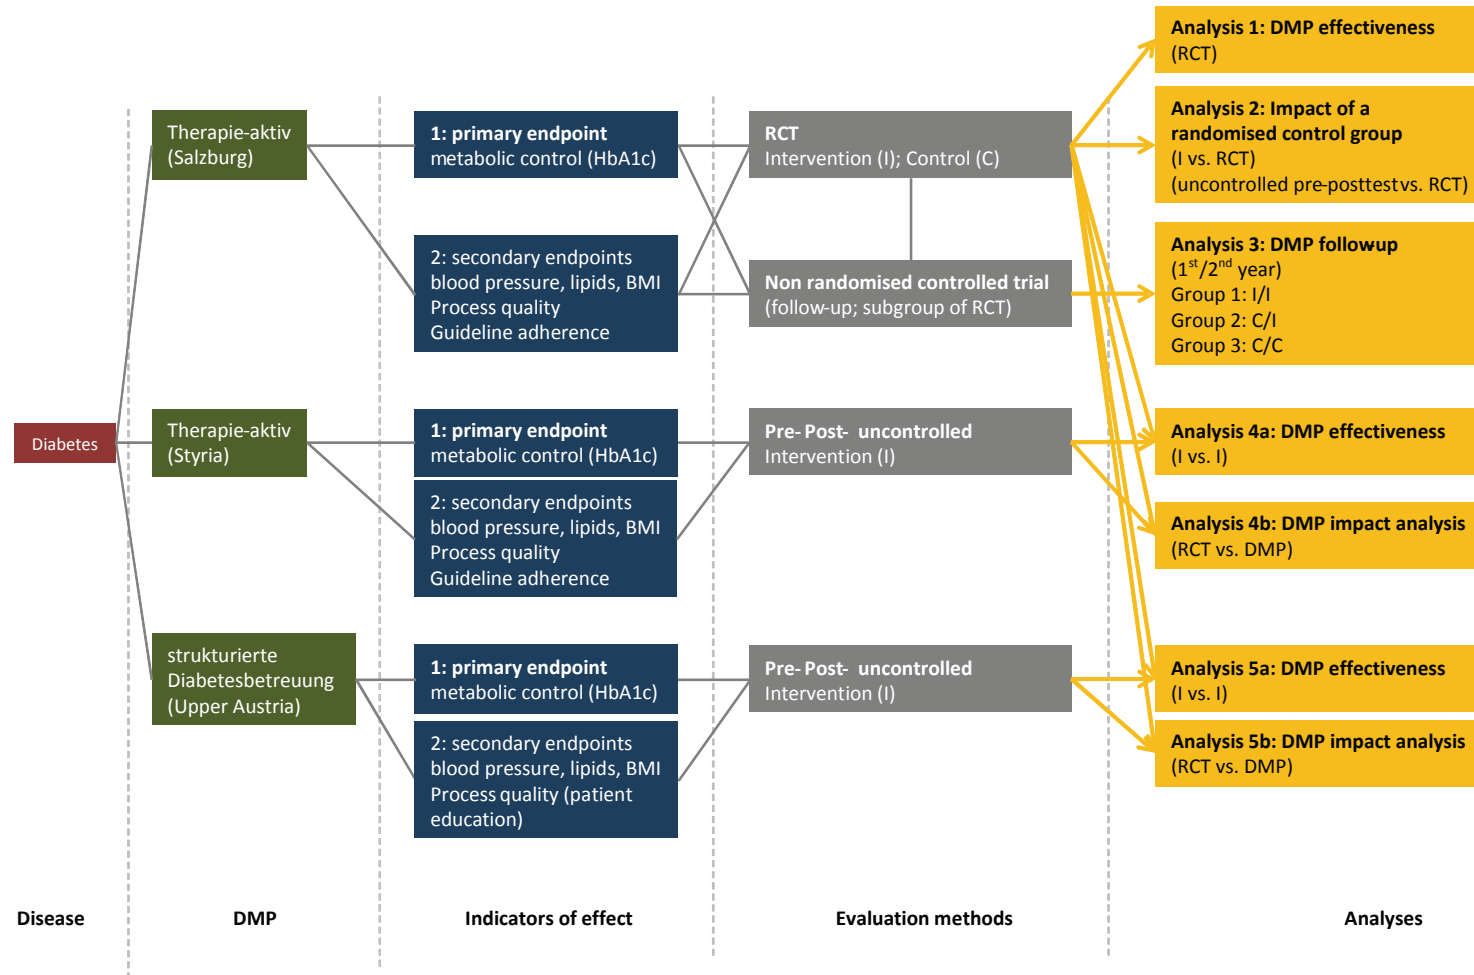 Diabetes
Therapie-aktiv
(Salzburg)
Therapie-aktiv
(Styria)
strukturierte
Diabetesbetreuung
(Upper Austria)
1: primary endpoint
metabolic control (HbA1c)
2: secondary endpoints
blood pressure, lipids, BMI
Process quality
Guideline adherence
1: primary endpoint
metabolic control (HbA1c)
2: secondary endpoints
blood pressure, lipids, BMI
Process quality
Guideline adherence
1: primary endpoint
metabolic control (HbA1c)
2: secondary endpoints
blood pressure, lipids, BMI
Process quality (patient
education)
RCT
Intervention (I); Control (C)
Non randomised controlled trial
(follow-up; subgroup of RCT)
Pre- Post- uncontrolled
Intervention (I)
Pre- Post- uncontrolled
Intervention (I)
Analysis 1: DMP effectiveness
(RCT)
Analysis 2: Impact of a
randomised control group
(I vs. RCT)
(uncontrolled pre-posttest vs. RCT)
Analysis 3: DMP follow-up
(1st/2nd year)
Group 1: I/I
Group 2: C/I
Group 3: C/C
Analysis 4a: DMP effectiveness
(I vs. I)
Analysis 4b: DMP impact analysis
(RCT vs. DMP)
Analysis 5a: DMP effectiveness
(I vs. I)
Analysis 5b: DMP impact analysis
(RCT vs. DMP)
Disease
DMP
Indicators of effect
Evaluation methods
Analyses